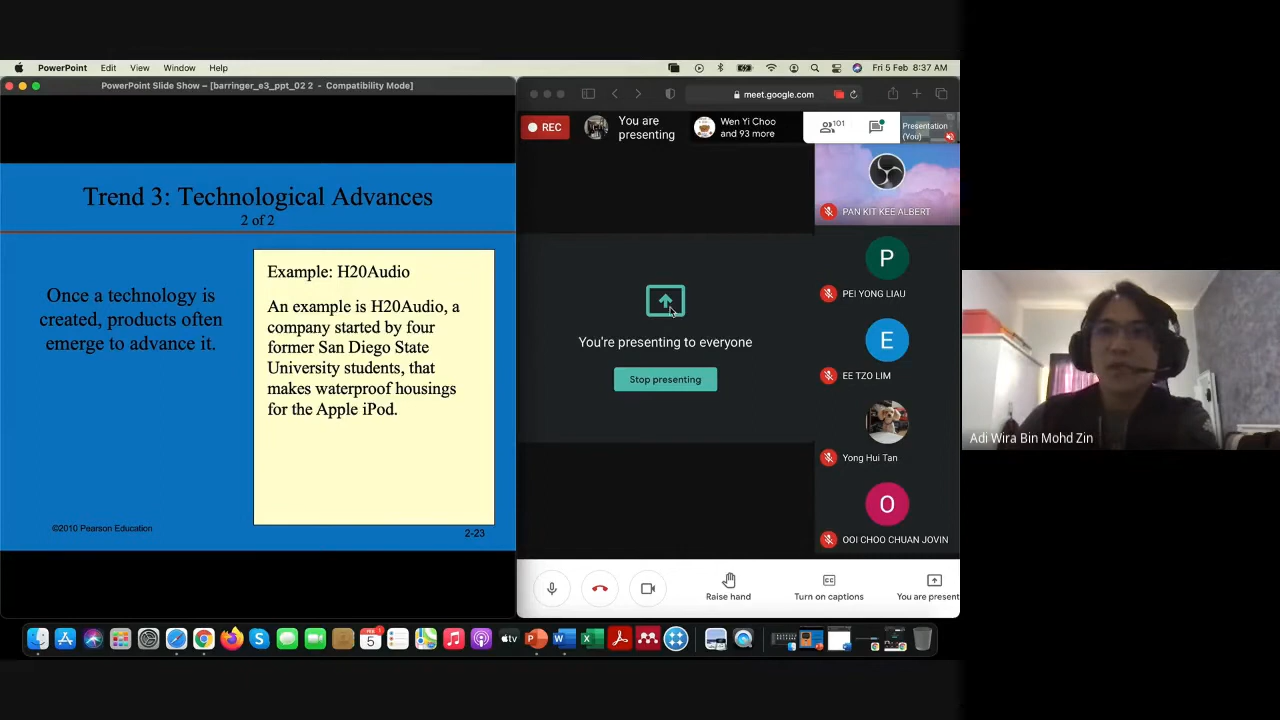 PowerPoint Edit View Window Help
Fri 5 Feb 8:37 AM
PowerPoint Slide Show – [barringer_e3_ppt_02 2 - Compatibility Mode]
Trend 3: Technological Advances
2 of 2
Once a technology is
created, products often
emerge to advance it.
Example: H20Audio
An example is H20Audio, a
company started by four
former San Diego State
University students, that
makes waterproof housings
for the Apple iPod.
©2010 Pearson Education
2-23
meet.google.com
REC
You are
presenting
Wen Yi Choo
and 93 more
101
Presentation
(You)
You're presenting to everyone
Stop presenting
PAN KIT KEE ALBERT
P
PEI YONG LIAU
E
EE TZO LIM
Yong Hui Tan
O
OOI CHOO CHUAN JOVIN
Raise hand
CC
Turn on captions
You are present
Adi Wira Bin Mohd Zin
tv
5